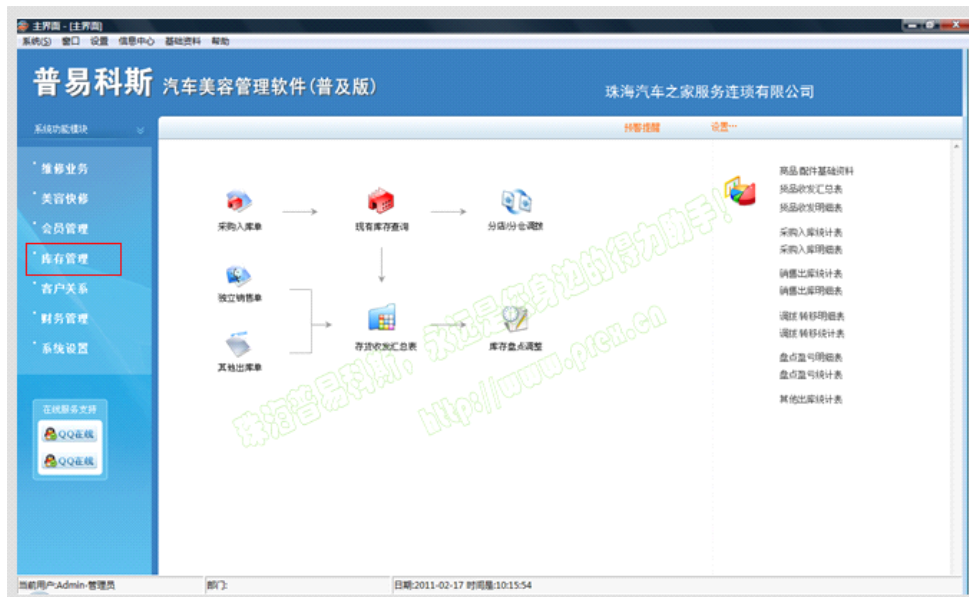 主界面 - [主界面]
系统(S) 窗口 设置 信息中心 基础资料 帮助
普易科斯 汽车美容管理软件(普及版)
珠海汽车之家服务连琐有限公司
系统功能模块
预警提醒 设置…
维修业务
美容快修
会员管理
库存管理
客户关系
财务管理
系统设置
在线服务支持
QQ在线
QQ在线
采购入库单
现有库存查询
分店/分仓调拨
独立销售单
其他出库单
存货收发汇总表
库存盘点调整
商品.配件基础资料
货品收发汇总表
货品收发明细表
采购入库统计表
采购入库明细表
销售出库统计表
销售出库明细表
调拨.转移明细表
调拨.转移统计表
盘点盈亏明细表
盘点盈亏统计表
其他出库统计表
珠海普易科斯，永远是您身边的得力助手！
当前用户:Admin-管理员
部门:
日期:2011-02-17 时间是:10:15:54